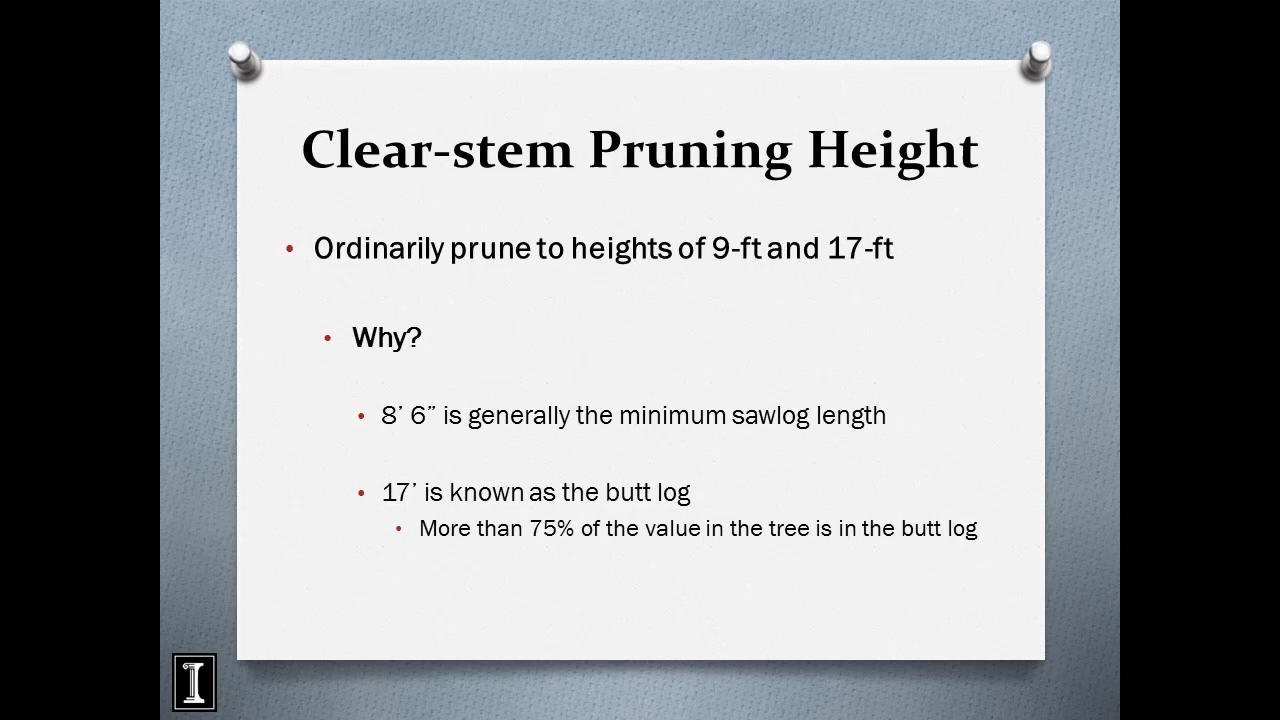 Clear-stem Pruning Height
• Ordinarily prune to heights of 9-ft and 17-ft
• Why?
• 8’ 6” is generally the minimum sawlog length
• 17’ is known as the butt log
• More than 75% of the value in the tree is in the butt log
I